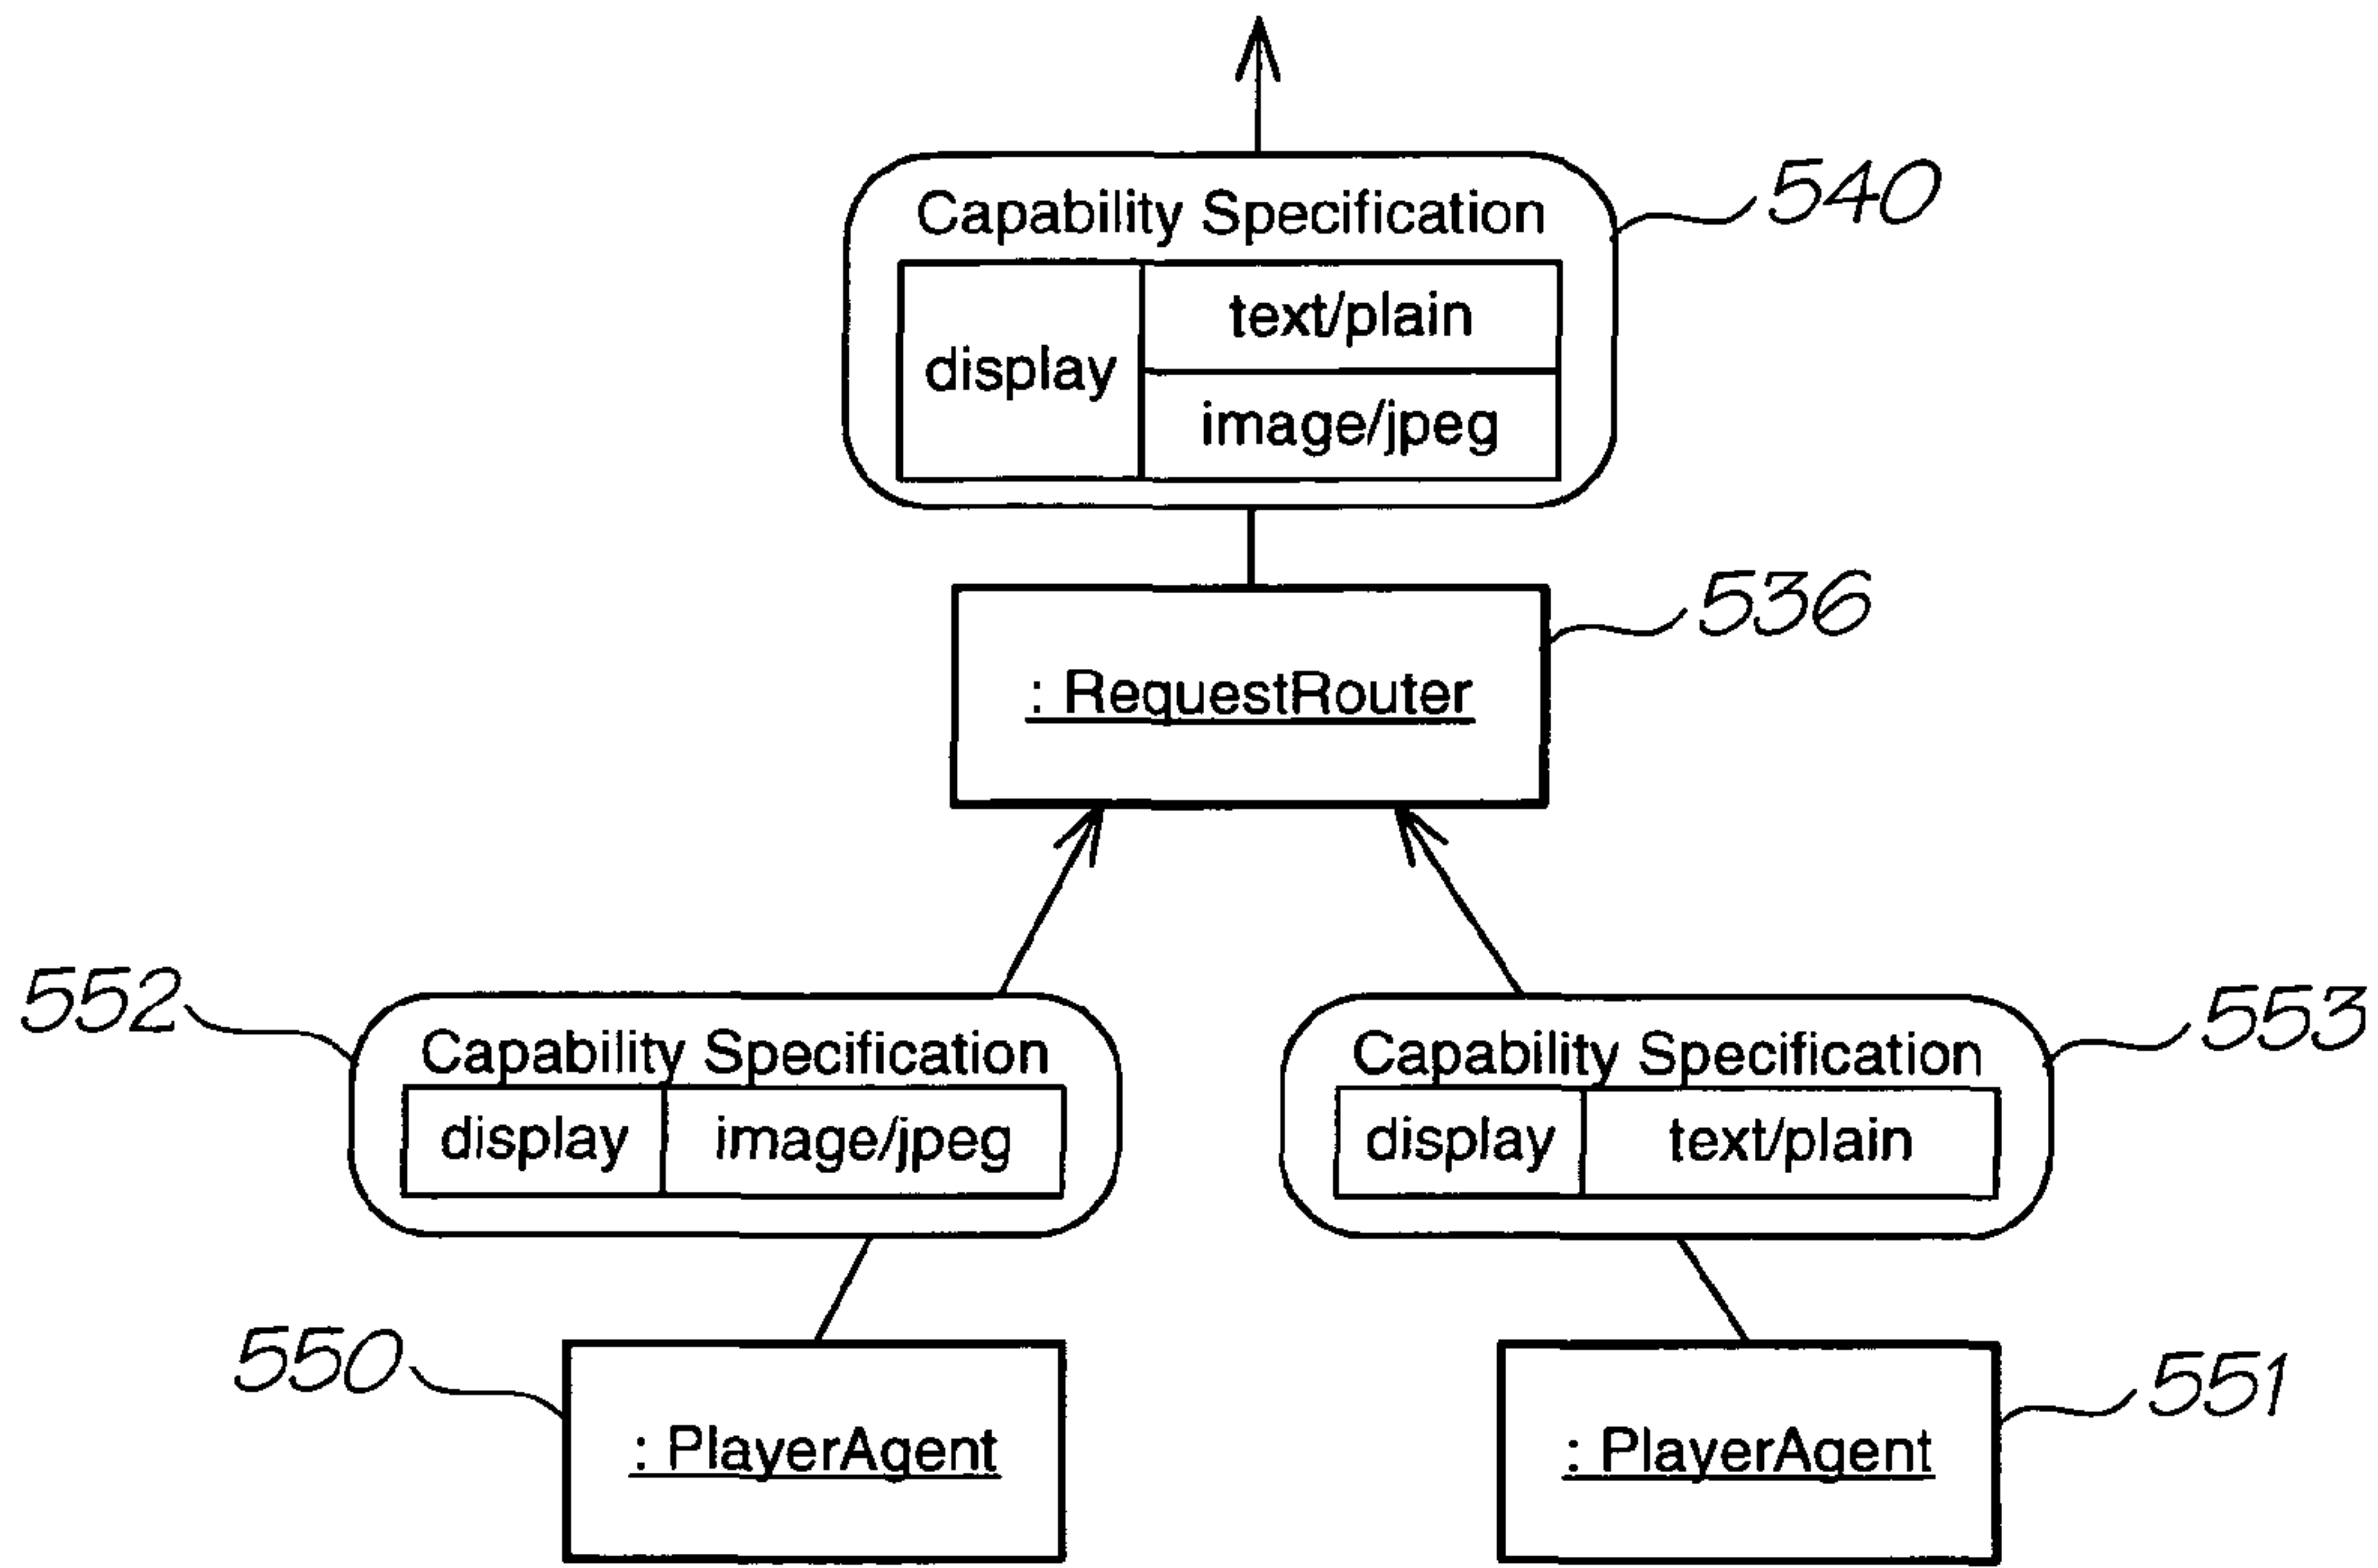 Capability Specification
540
display
text/plain
image/jpeg
536
: RequestRouter
552
Capability Specification
display
image/jpeg
553
Capability Specification
display
text/plain
550
: PlayerAgent
551
: PlayerAgent